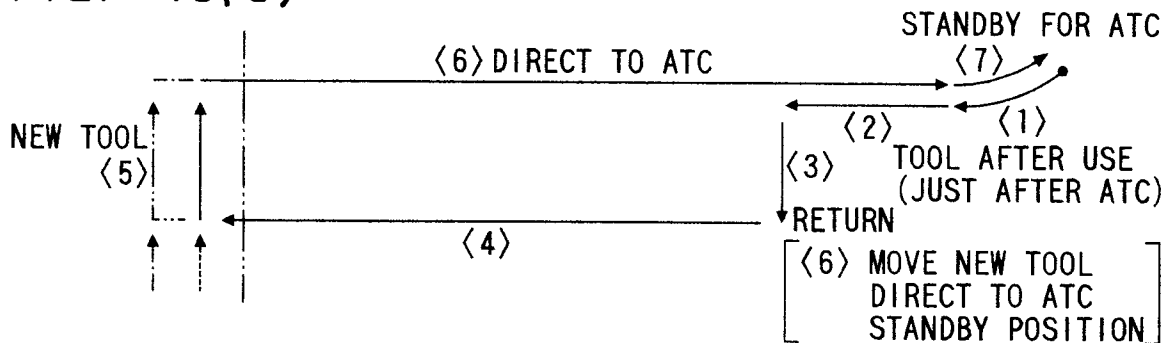 STANDBY FOR ATC
⟨6⟩ DIRECT TO ATC
⟨7⟩
NEW TOOL
⟨5⟩
⟨2⟩
⟨1⟩
⟨3⟩
TOOL AFTER USE
(JUST AFTER ATC)
RETURN
⟨4⟩
⟨6⟩ MOVE NEW TOOL
DIRECT TO ATC
STANDBY POSITION